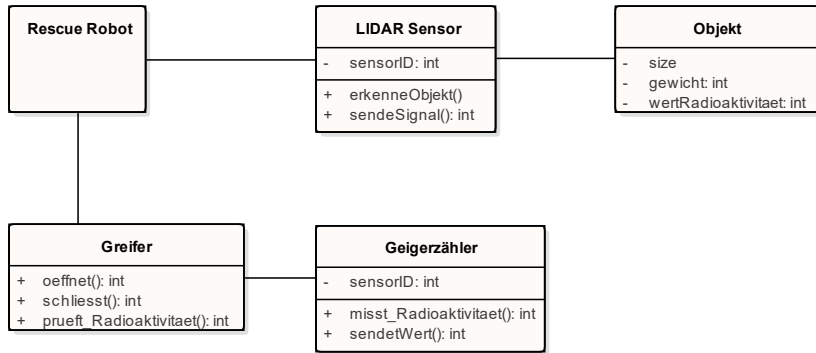 Rescue Robot
LIDAR Sensor
- sensorID: int
+ erkenneObjekt()
+ sendeSignal(): int
Objekt
- size
- gewicht: int
- wertRadioaktivitaet: int
Greifer
+ oeffnet(): int
+ schliesst(): int
+ prueft_Radioaktivitaet(): int
Geigerzähler
- sensorID: int
+ misst_Radioaktivitaet(): int
+ sendetWert(): int